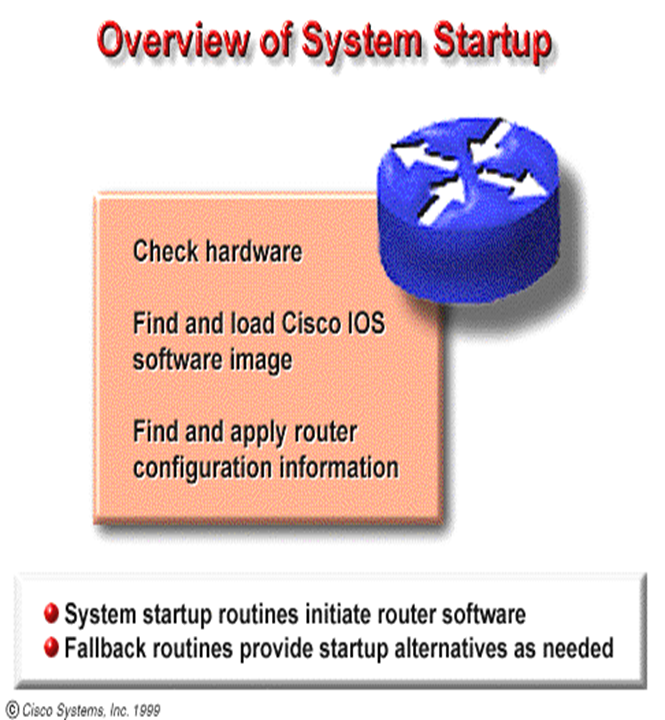 Overview of System Startup
Check hardware
Find and load Cisco IOS
software image
Find and apply router
configuration information
System startup routines initiate router software
Fallback routines provide startup alternatives as needed
© Cisco Systems, Inc. 1999